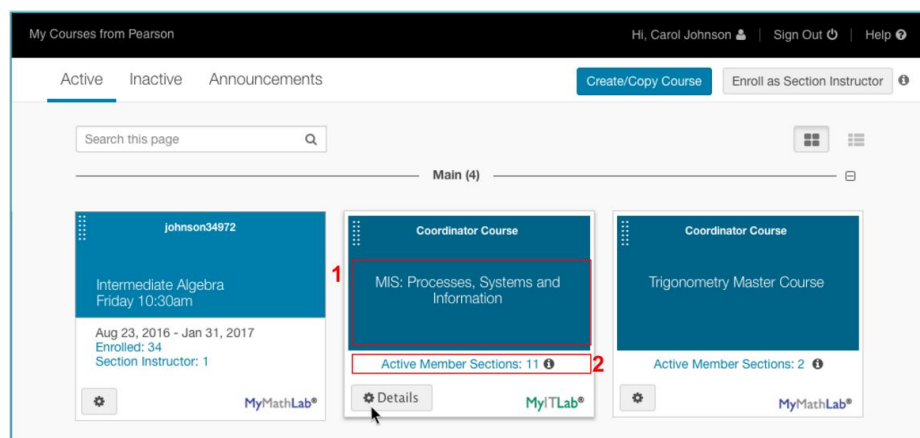 My Courses from Pearson
Hi, Carol Johnson
Sign Out
Help
Active
Inactive
Announcements
Create/Copy Course
Enroll as Section Instructor
Search this page
Main (4)
johnson34972
Intermediate Algebra
Friday 10:30am
Aug 23, 2016 - Jan 31, 2017
Enrolled: 34
Section Instructor: 1
MyMathLab®
1
Coordinator Course
MIS: Processes, Systems and
Information
Active Member Sections: 11
2
Details
MyITLab®
Coordinator Course
Trigonometry Master Course
Active Member Sections: 2
MyMathLab®